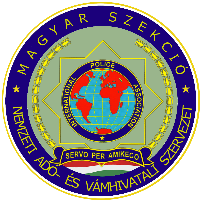 MAGYAR SZEKCIÓ
INTERNATIONAL POLICE ASSOCIATION
SERVO PER AMIKECO
NEMZETI ADÓ- ÉS VÁMHIVATALI SZERVEZET